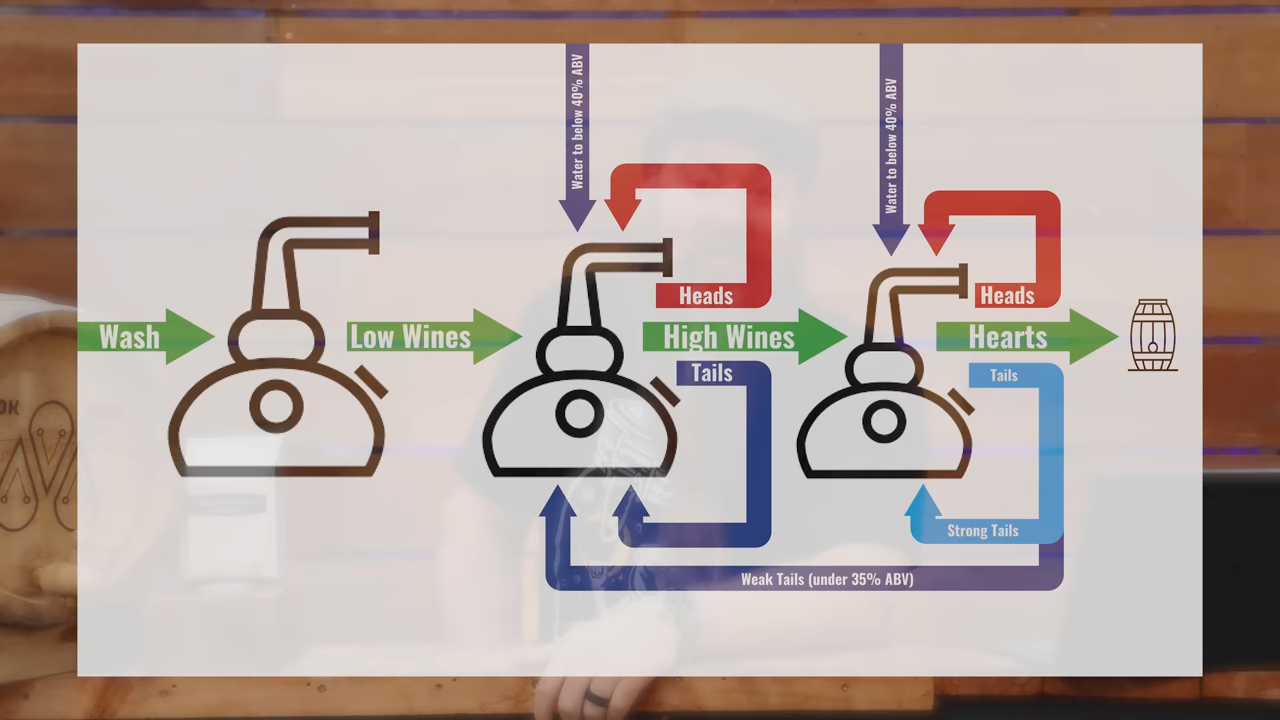 Water to below 40% ABV
Water to below 40% ABV
Heads
Heads
Wash
Low Wines
High Wines
Hearts
Tails
Tails
Strong Tails
Weak Tails (under 35% ABV)
OK